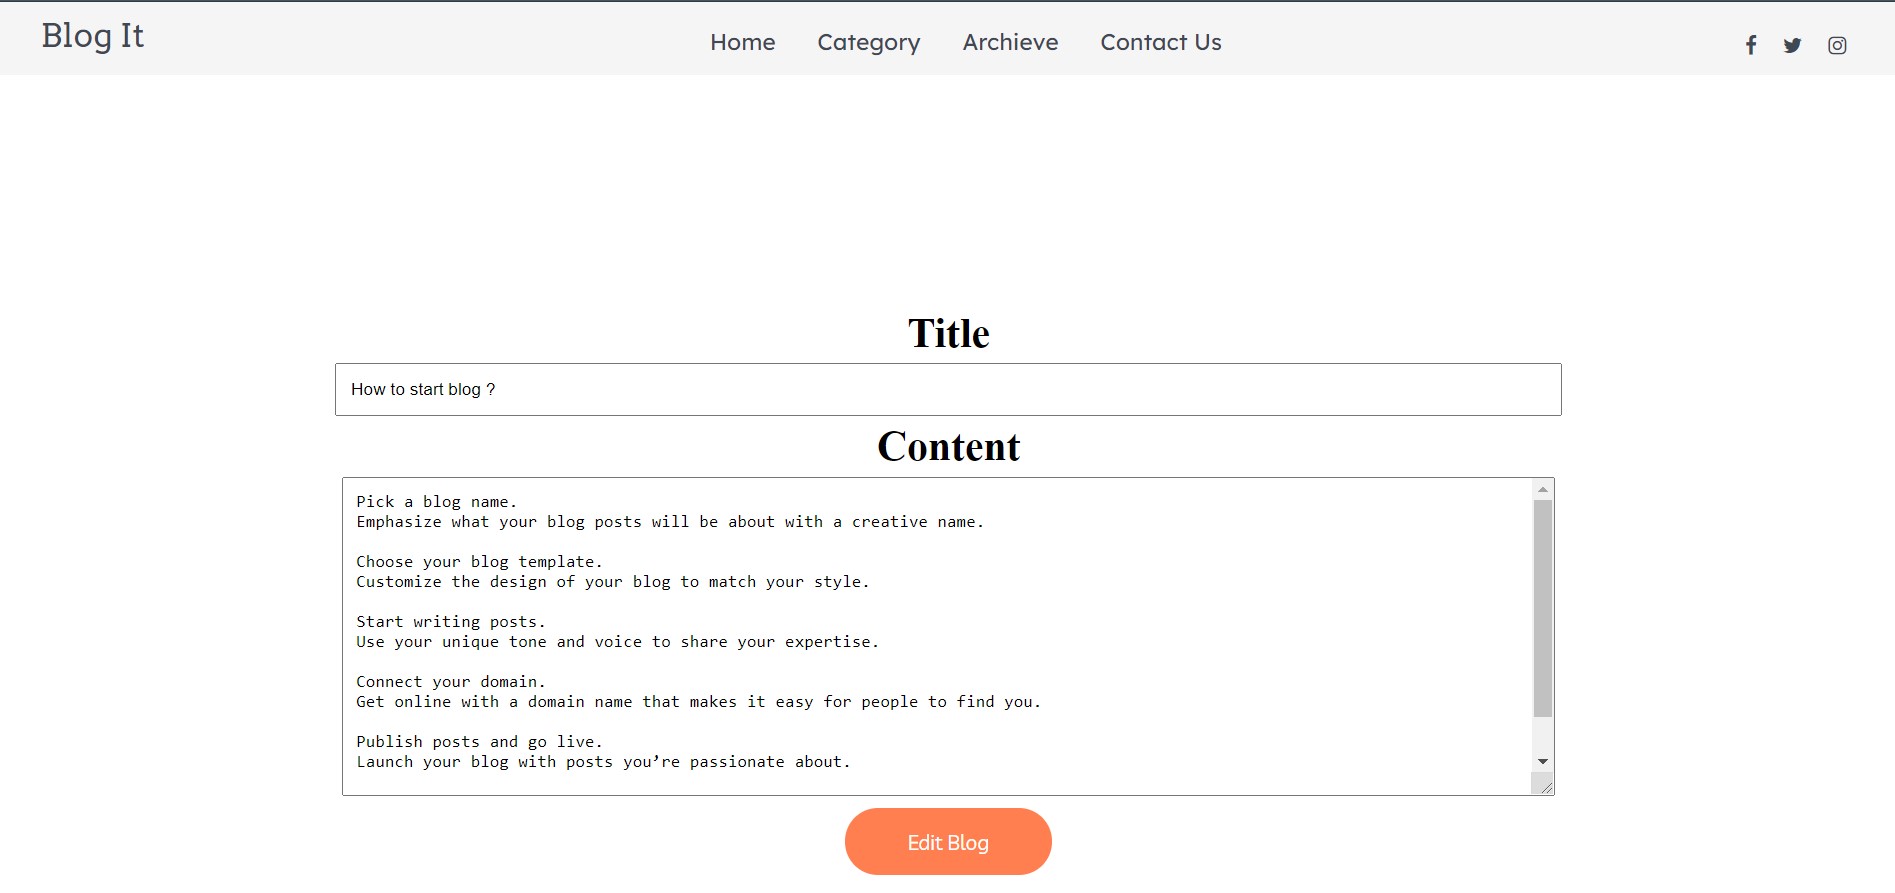 Blog It
Home Category Archieve Contact Us
Title
How to start blog ?
Content
Pick a blog name.
Emphasize what your blog posts will be about with a creative name.
Choose your blog template.
Customize the design of your blog to match your style.
Start writing posts.
Use your unique tone and voice to share your expertise.
Connect your domain.
Get online with a domain name that makes it easy for people to find you.
Publish posts and go live.
Launch your blog with posts you’re passionate about.
Edit Blog